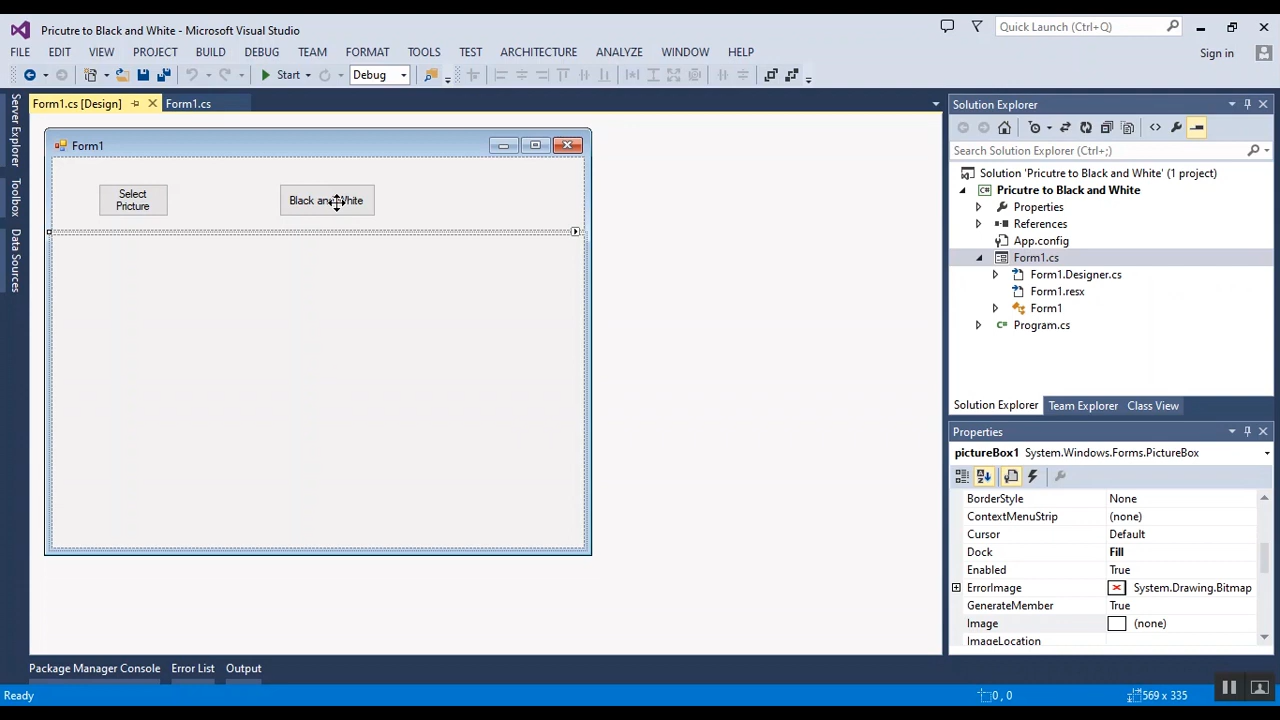 Pricutre to Black and White - Microsoft Visual Studio
Quick Launch (Ctrl+Q)
FILE EDIT VIEW PROJECT BUILD DEBUG TEAM FORMAT TOOLS TEST ARCHITECTURE ANALYZE WINDOW HELP
Sign in
Start
Debug
Server Explorer
Toolbox
Data Sources
Form1.cs [Design]
Form1.cs
Form1
Select
Pricture
Black and White
Solution Explorer
Search Solution Explorer (Ctrl+;)
Solution 'Pricutre to Black and White' (1 project)
Pricutre to Black and White
Properties
References
App.config
Form1.cs
Form1.Designer.cs
Form1.resx
Form1
Program.cs
Solution Explorer Team Explorer Class View
Properties
pictureBox1 System.Windows.Forms.PictureBox
BorderStyle None
ContextMenuStrip (none)
Cursor Default
Dock Fill
Enabled True
ErrorImage System.Drawing.Bitmap
GenerateMember True
Image (none)
ImageLocation
Package Manager Console Error List Output
Ready
0 , 0
569 x 335